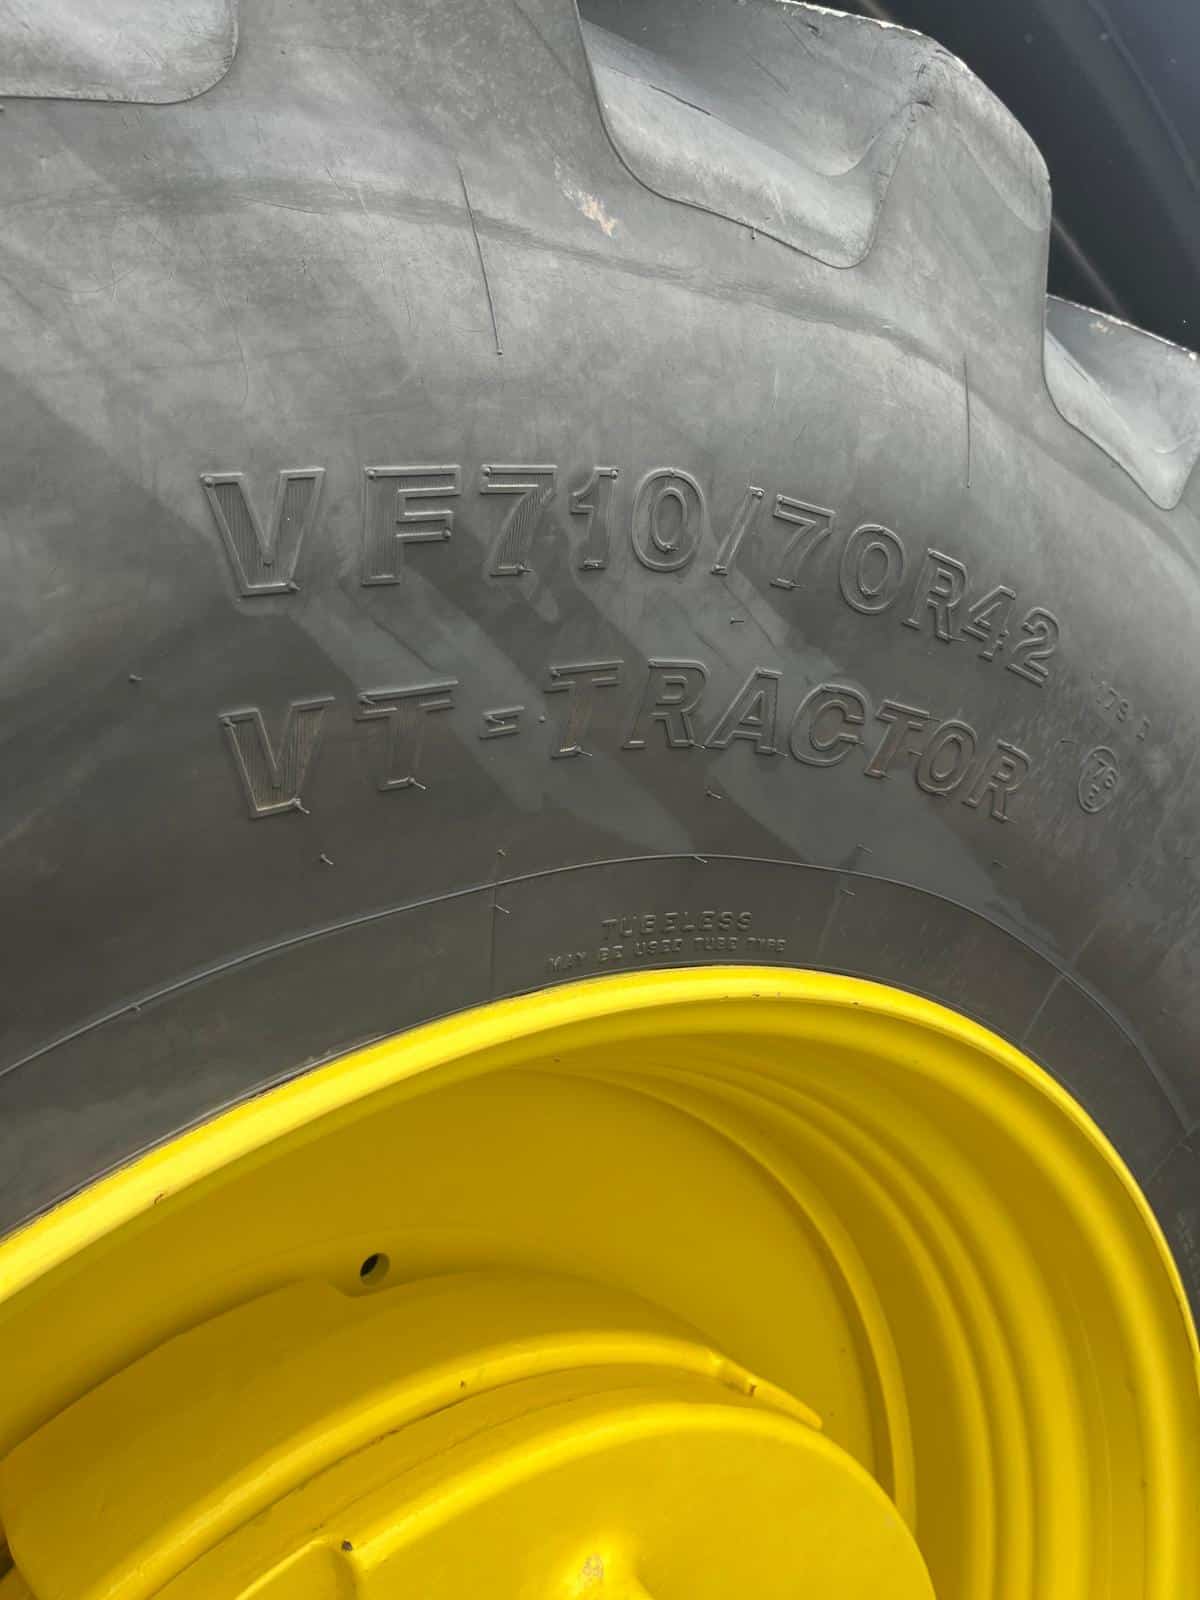 VF710/70R42
VT-TRACTOR
TUBELESS
MAY BE USED TUBE TYPE